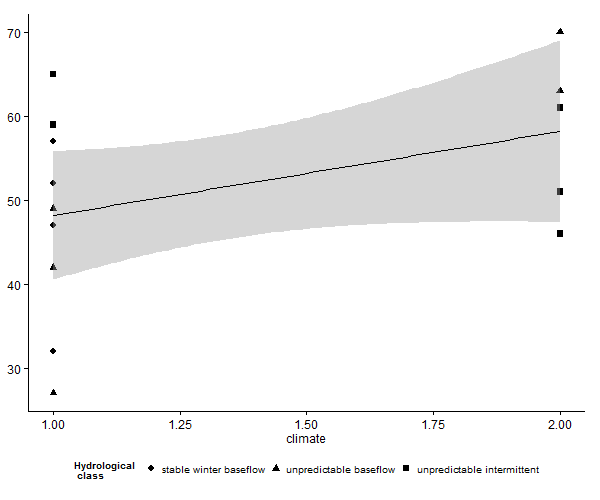 70
60
50
40
30
1.00 1.25 1.50 1.75 2.00
climate
Hydrological
class
stable winter baseflow unpredictable baseflow unpredictable intermittent